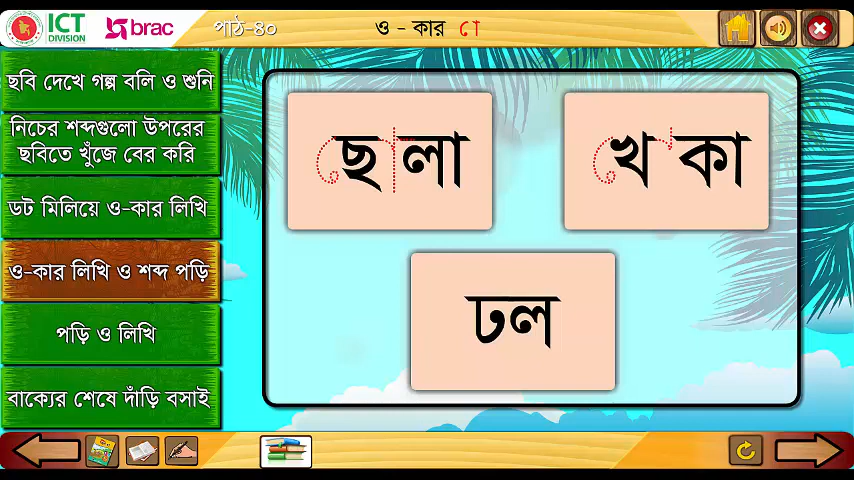 ICT
DIVISION
brac
পাঠ-৪০
ও - কার ো
ছবি দেখে গল্প বলি ও শুনি
নিচের শব্দগুলো উপরের
ছবিতে খুঁজে বের করি
ডট মিলিয়ে ও-কার লিখি
ও-কার লিখি ও শব্দ পড়ি
পড়ি ও লিখি
বাক্যের শেষে দাঁড়ি বসাই
ছোলা
খোকা
ঢল